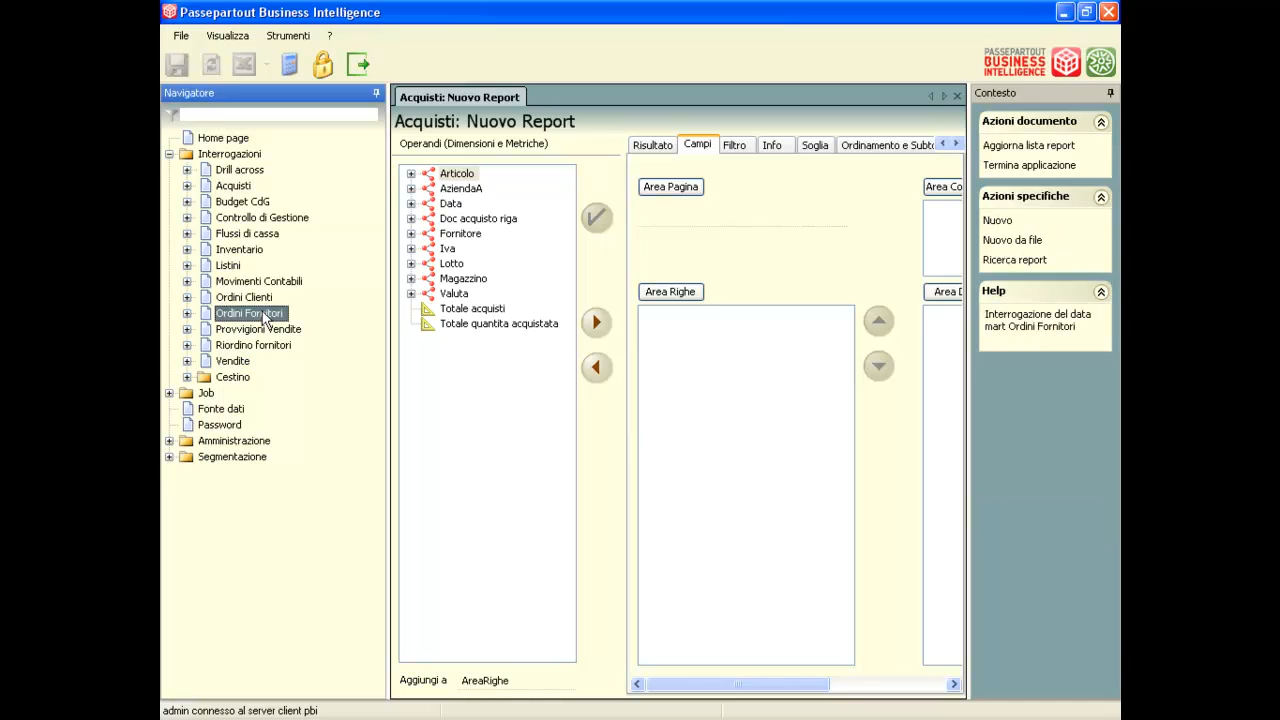 Passepartout Business Intelligence
File Visualizza Strumenti ?
PASSEPARTOUT
BUSINESS
INTELLIGENCE
Navigatore
Home page
Interrogazioni
Drill across
Acquisti
Budget CdG
Controllo di Gestione
Flussi di cassa
Inventario
Listini
Movimenti Contabili
Ordini Clienti
Ordini Fornitori
Provvigioni Vendite
Riordino fornitori
Vendite
Cestino
Job
Fonte dati
Password
Amministrazione
Segmentazione
Acquisti: Nuovo Report
Acquisti: Nuovo Report
Operandi (Dimensioni e Metriche)
Articolo
AziendaA
Data
Doc acquisto riga
Fornitore
Iva
Lotto
Magazzino
Valuta
Totale acquisti
Totale quantita acquistata
Aggiungi a AreaRighe
Risultato Campi Filtro Info Soglia Ordinamento e Subto
Area Pagina
Area Co
Area Righe
Area D
Contesto
Azioni documento
Aggiorna lista report
Termina applicazione
Azioni specifiche
Nuovo
Nuovo da file
Ricerca report
Help
Interrogazione del data
mart Ordini Fornitori
admin connesso al server client pbi